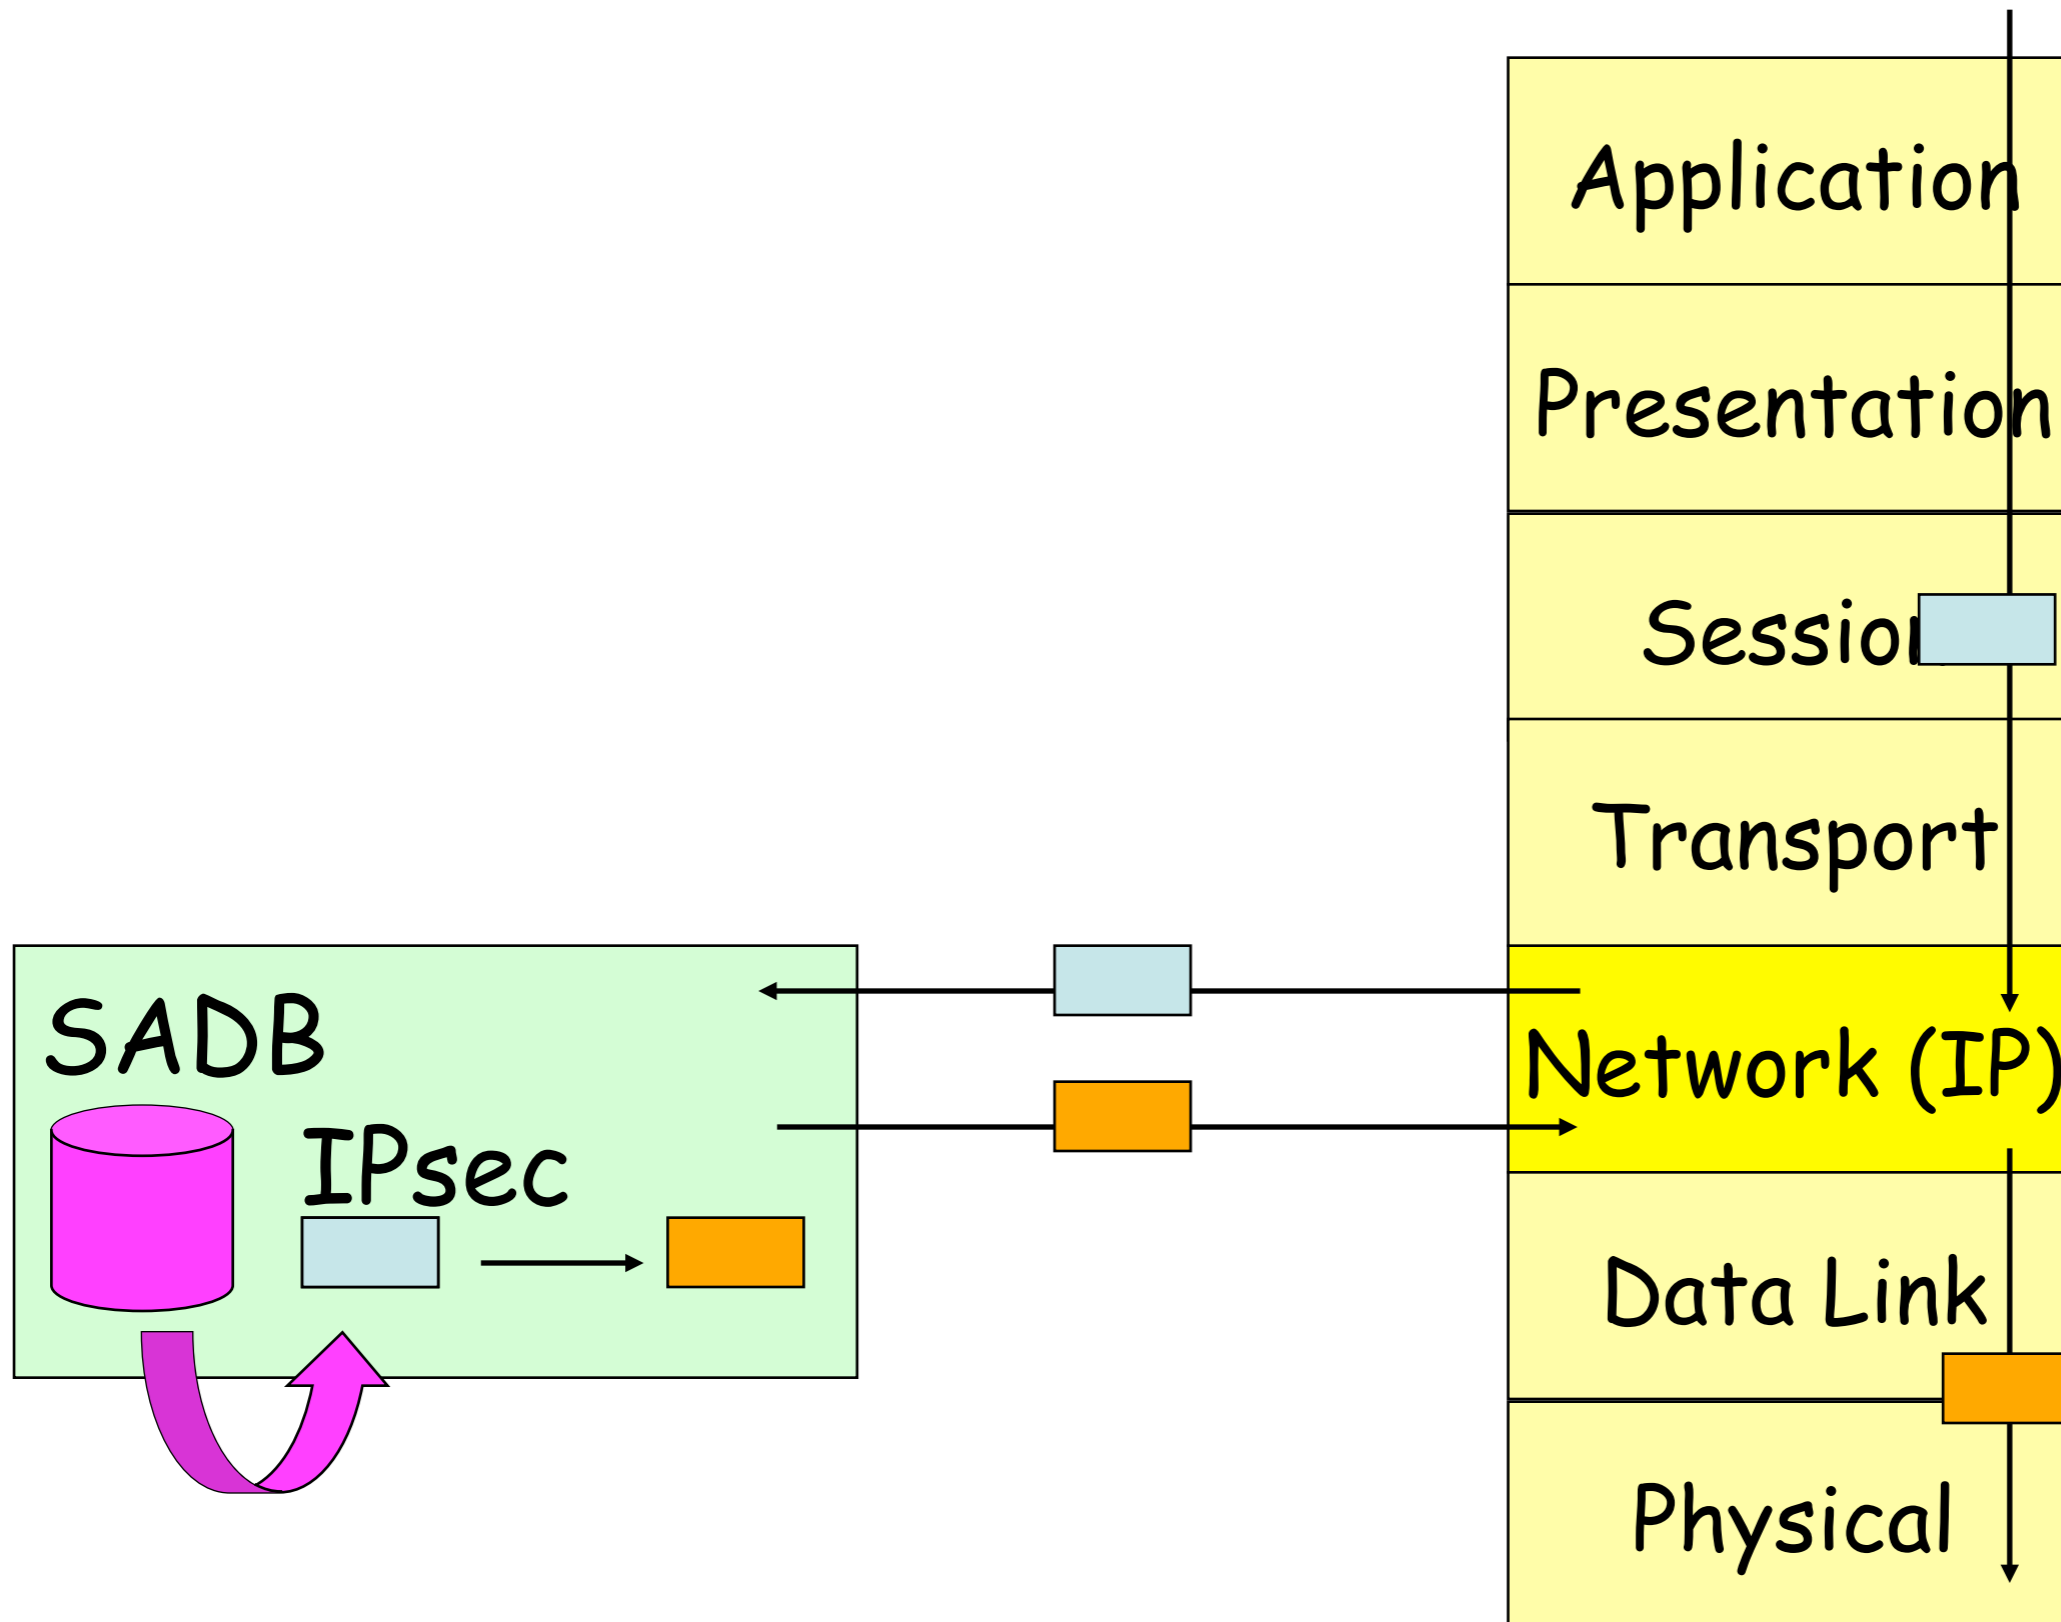 Application
Presentation
Session
Transport
Network (IP)
Data Link
Physical
SADB
IPsec